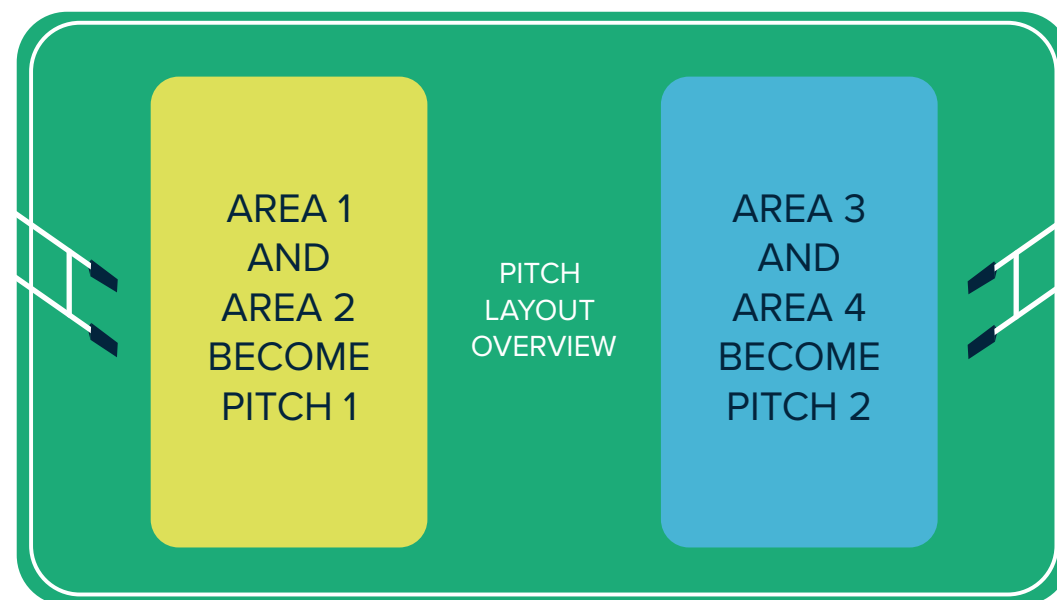 AREA 1
AND
AREA 2
BECOME
PITCH 1
PITCH
LAYOUT
OVERVIEW
AREA 3
AND
AREA 4
BECOME
PITCH 2